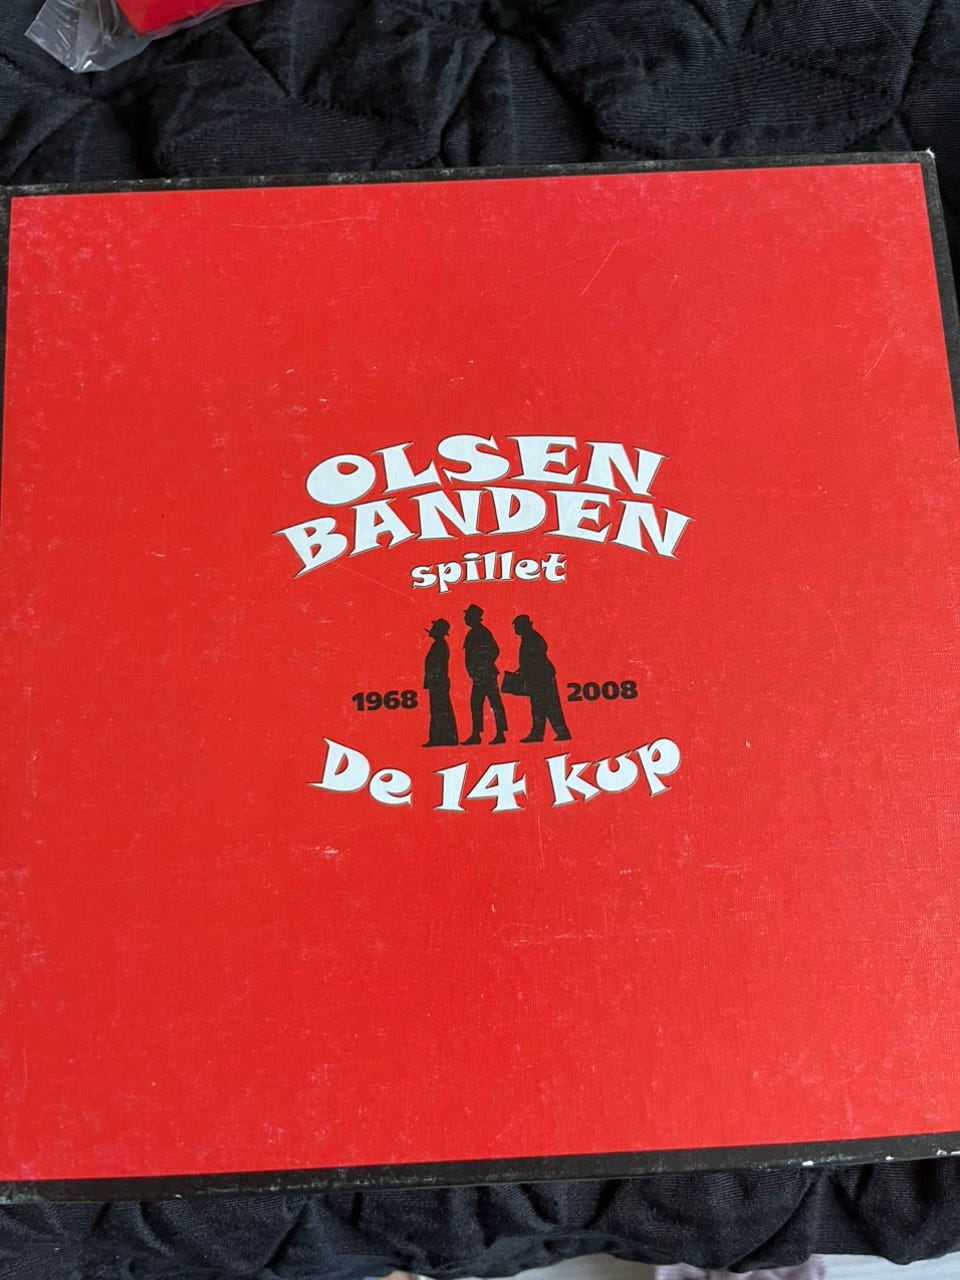 OLSEN
BANDEN
spillet
1968 2008
De 14 kup